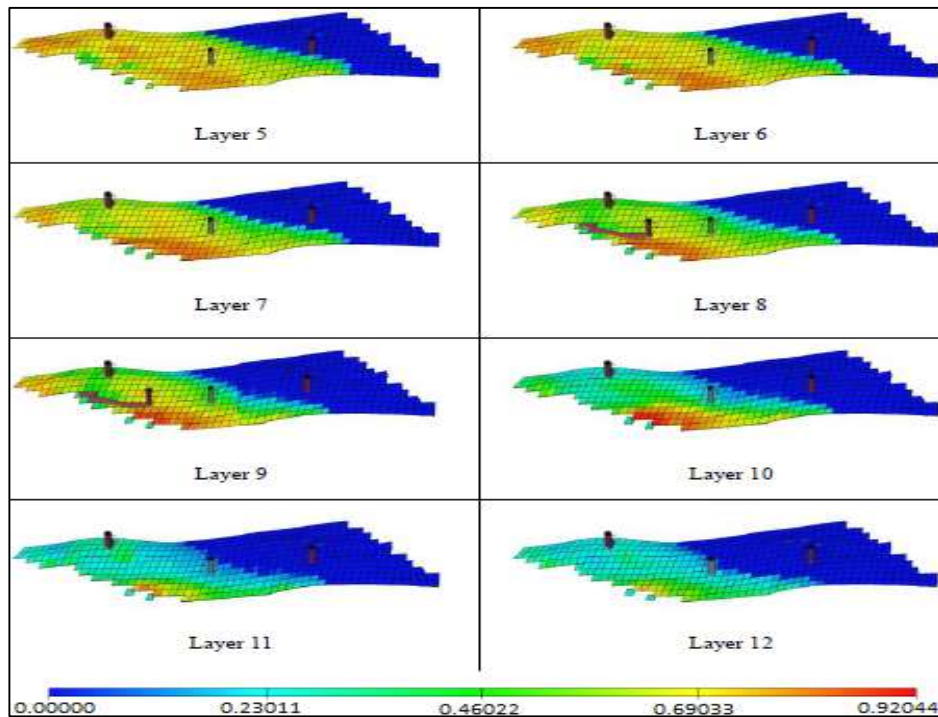 Layer 5
Layer 6
Layer 7
Layer 8
Layer 9
Layer 10
Layer 11
Layer 12
0.00000 0.23011 0.46022 0.69033 0.92044